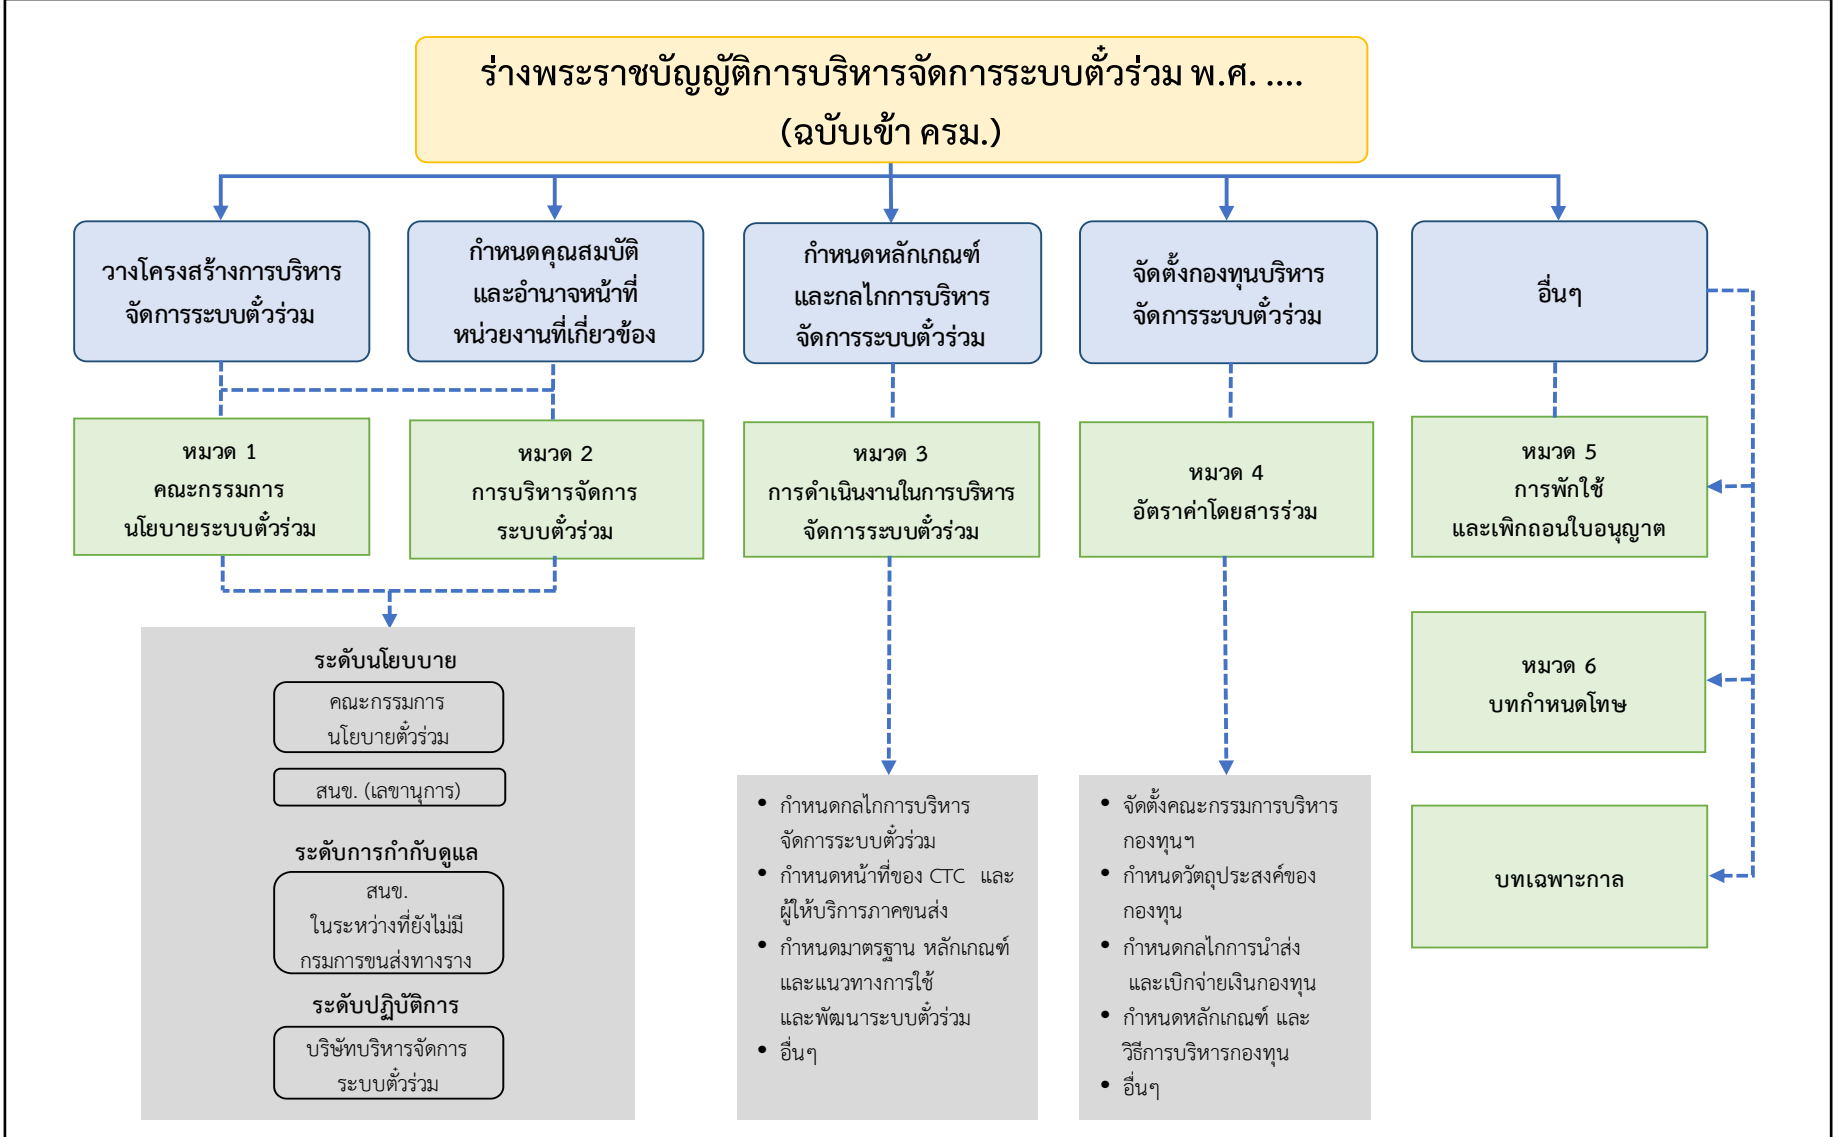 ร่างพระราชบัญญัติการบริหารจัดการระบบตั๋วร่วม พ.ศ. ....
(ฉบับเข้า ครม.)
วางโครงสร้างการบริหาร
จัดการระบบตั๋วร่วม
กำหนดคุณสมบัติ
และอำนาจหน้าที่
หน่วยงานที่เกี่ยวข้อง
กำหนดหลักเกณฑ์
และกลไกการบริหาร
จัดการระบบตั๋วร่วม
จัดตั้งกองทุนบริหาร
จัดการระบบตั๋วร่วม
อื่นๆ
หมวด 1
คณะกรรมการ
นโยบายระบบตั๋วร่วม
หมวด 2
การบริหารจัดการ
ระบบตั๋วร่วม
หมวด 3
การดำเนินงานในการบริหาร
จัดการระบบตั๋วร่วม
หมวด 4
อัตราค่าโดยสารร่วม
หมวด 5
การพักใช้
และเพิกถอนใบอนุญาต
หมวด 6
บทกำหนดโทษ
บทเฉพาะกาล
ระดับนโยบบาย
คณะกรรมการ
นโยบายตั๋วร่วม
สนข. (เลขานุการ)
ระดับการกำกับดูแล
สนข.
ในระหว่างที่ยังไม่มี
กรมการขนส่งทางราง
ระดับปฏิบัติการ
บริษัทบริหารจัดการ
ระบบตั๋วร่วม
• กำหนดกลไกการบริหาร
จัดการระบบตั๋วร่วม
• กำหนดหน้าที่ของ CTC และ
ผู้ให้บริการภาคขนส่ง
• กำหนดมาตรฐาน หลักเกณฑ์
และแนวทางการใช้
และพัฒนาระบบตั๋วร่วม
• อื่นๆ
• จัดตั้งคณะกรรมการบริหาร
กองทุนฯ
• กำหนดวัตถุประสงค์ของ
กองทุน
• กำหนดกลไกการนำส่ง
และเบิกจ่ายเงินกองทุน
• กำหนดหลักเกณฑ์ และ
วิธีการบริหารกองทุน
• อื่นๆ